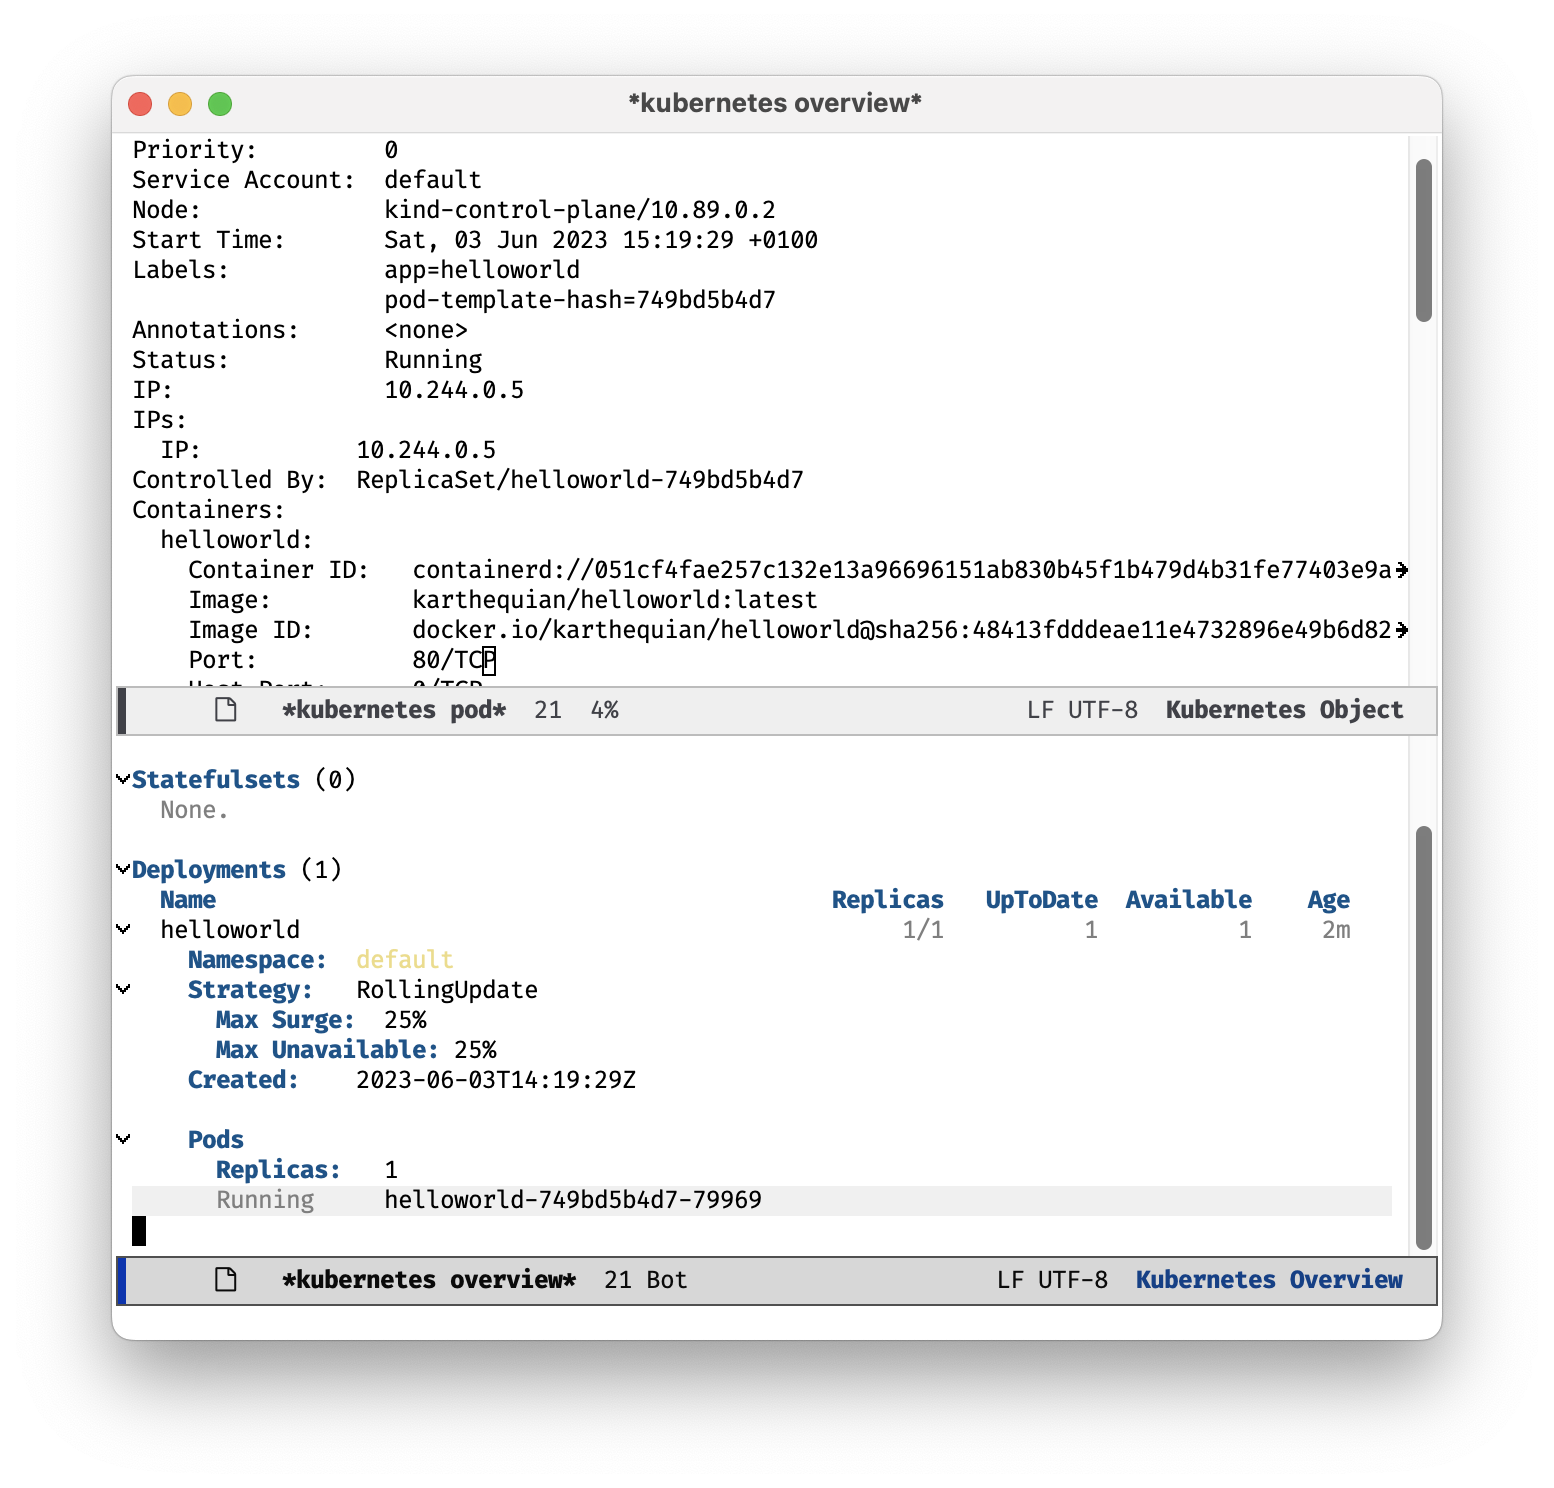 *kubernetes overview*
Priority: 0
Service Account: default
Node: kind-control-plane/10.89.0.2
Start Time: Sat, 03 Jun 2023 15:19:29 +0100
Labels: app=helloworld
pod-template-hash=749bd5b4d7
Annotations: <none>
Status: Running
IP: 10.244.0.5
IPs:
IP: 10.244.0.5
Controlled By: ReplicaSet/helloworld-749bd5b4d7
Containers:
helloworld:
Container ID: containerd://051cf4fae257c132e13a96696151ab830b45f1b479d4b31fe77403e9a
Image: karthequian/helloworld:latest
Image ID: docker.io/karthequian/helloworld@sha256:48413fdddeae11e4732896e49b6d82
Port: 80/TCP
Host Port: 0/TCP
*kubernetes pod* 21 4% LF UTF-8 Kubernetes Object
Statefulsets (0)
None.
Deployments (1)
Name Replicas UpToDate Available Age
helloworld 1/1 1 1 2m
Namespace: default
Strategy: RollingUpdate
Max Surge: 25%
Max Unavailable: 25%
Created: 2023-06-03T14:19:29Z
Pods
Replicas: 1
Running helloworld-749bd5b4d7-79969
*kubernetes overview* 21 Bot LF UTF-8 Kubernetes Overview